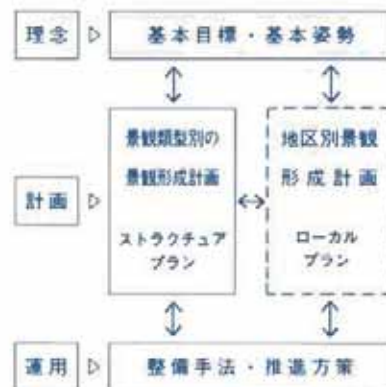 理念 ▷ 基本目標・基本姿勢
計画 ▷
景観類型別の
景観形成計画
ストラクチュア
プラン
地区別景観
形成計画
ローカル
プラン
運用 ▷ 整備手法・推進方策